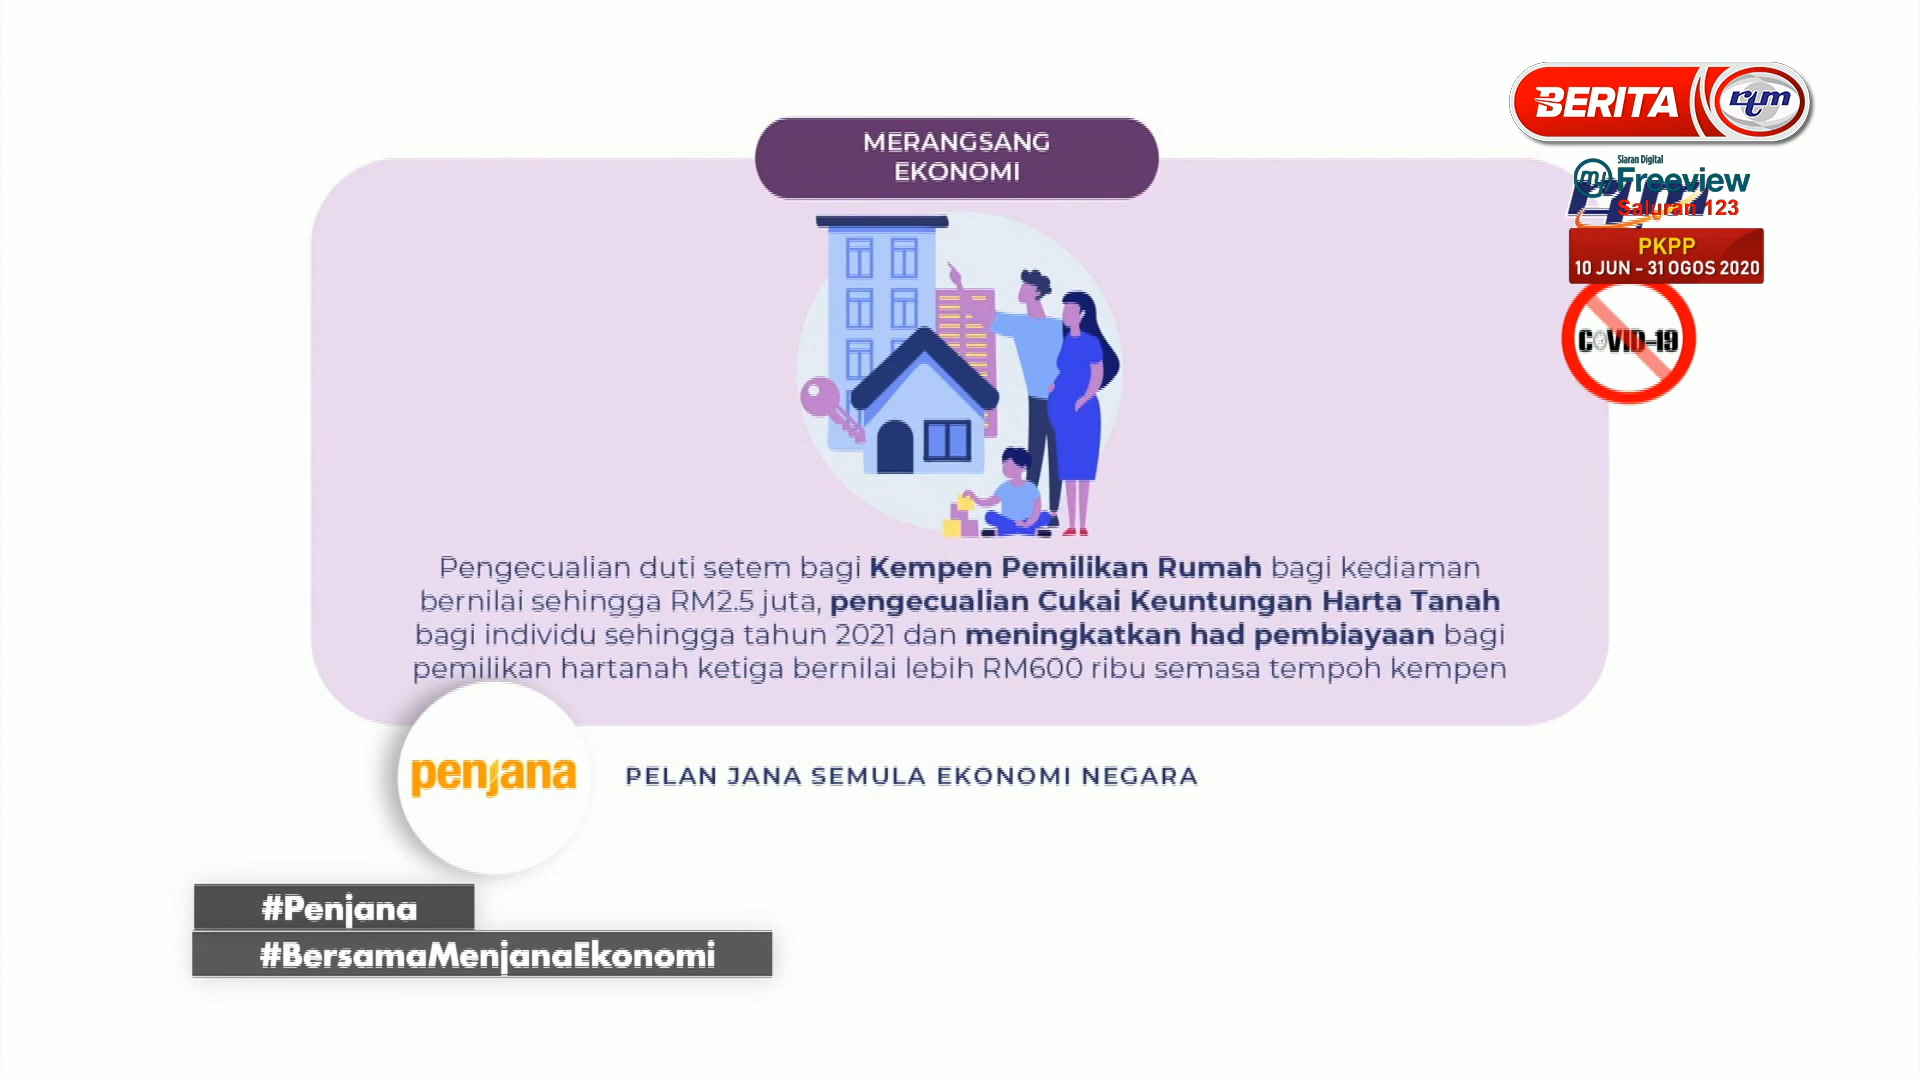 BERITA rtm
Siaran Digital
my Freeview
Saluran 123
PKPP
10 JUN - 31 OGOS 2020
COVID-19
MERANGSANG
EKONOMI
Pengecualian duti setem bagi Kempen Pemilikan Rumah bagi kediaman
bernilai sehingga RM2.5 juta, pengecualian Cukai Keuntungan Harta Tanah
bagi individu sehingga tahun 2021 dan meningkatkan had pembiayaan bagi
pemilikan hartanah ketiga bernilai lebih RM600 ribu semasa tempoh kempen
penjana
PELAN JANA SEMULA EKONOMI NEGARA
#Penjana
#BersamaMenjanaEkonomi